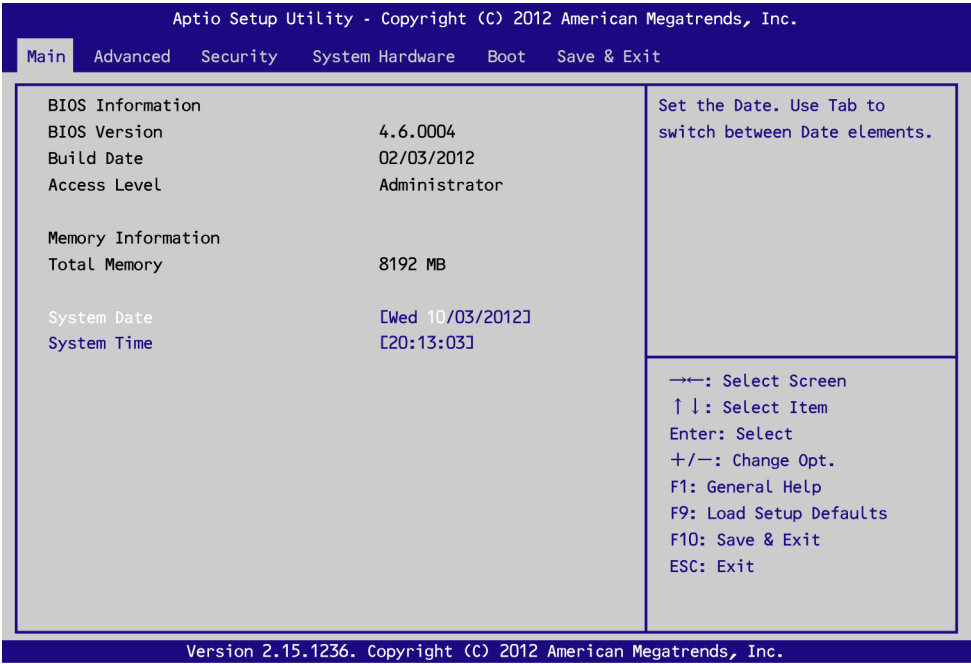 Aptio Setup Utility - Copyright (C) 2012 American Megatrends, Inc.
Main Advanced Security System Hardware Boot Save & Exit
BIOS Information
BIOS Version 4.6.0004
Build Date 02/03/2012
Access Level Administrator
Memory Information
Total Memory 8192 MB
System Date [Wed 10/03/2012]
System Time [20:13:03]
Set the Date. Use Tab to
switch between Date elements.
→←: Select Screen
↑↓: Select Item
Enter: Select
+/-: Change Opt.
F1: General Help
F9: Load Setup Defaults
F10: Save & Exit
ESC: Exit
Version 2.15.1236. Copyright (C) 2012 American Megatrends, Inc.